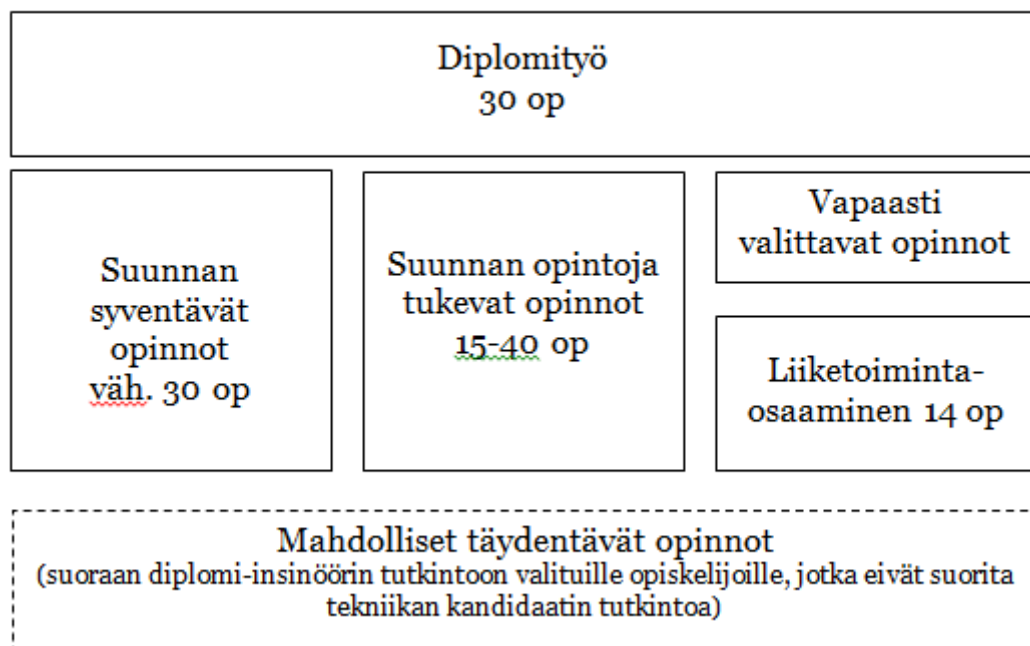 Diplomityö
30 op
Suunnan
syventävät
opinnot
väh. 30 op
Suunnan opintoja
tukevat opinnot
15-40 op
Vapaasti
valittavat opinnot
Liiketoiminta-
osaaminen 14 op
Mahdolliset täydentävät opinnot
(suoraan diplomi-insinöörin tutkintoon valituille opiskelijoille, jotka eivät suorita
tekniikan kandidaatin tutkintoa)